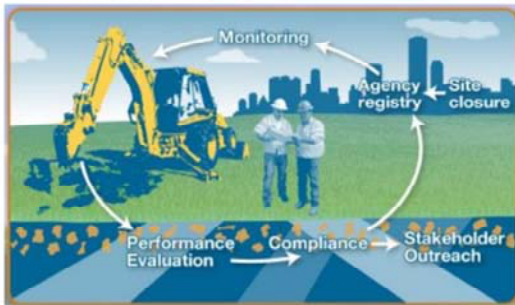 Monitoring
Agency
registry
Site
closure
Performance
Evaluation
Compliance
Stakeholder
Outreach